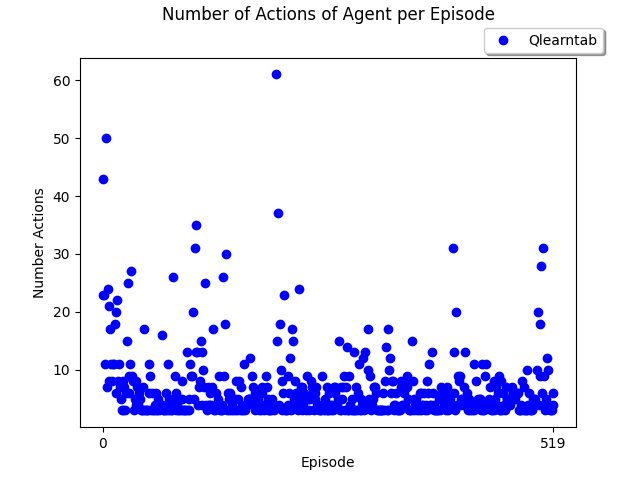 Number of Actions of Agent per Episode
Qlearntab
60
50
40
30
20
10
Number Actions
0
519
Episode